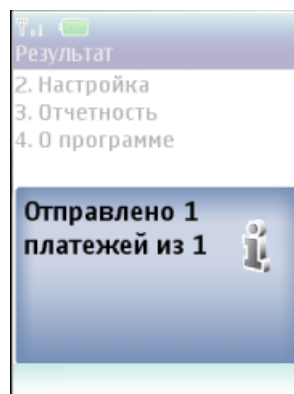 Результат
2. Настройка
3. Отчетность
4. О программе
Отправлено 1
платежей из 1